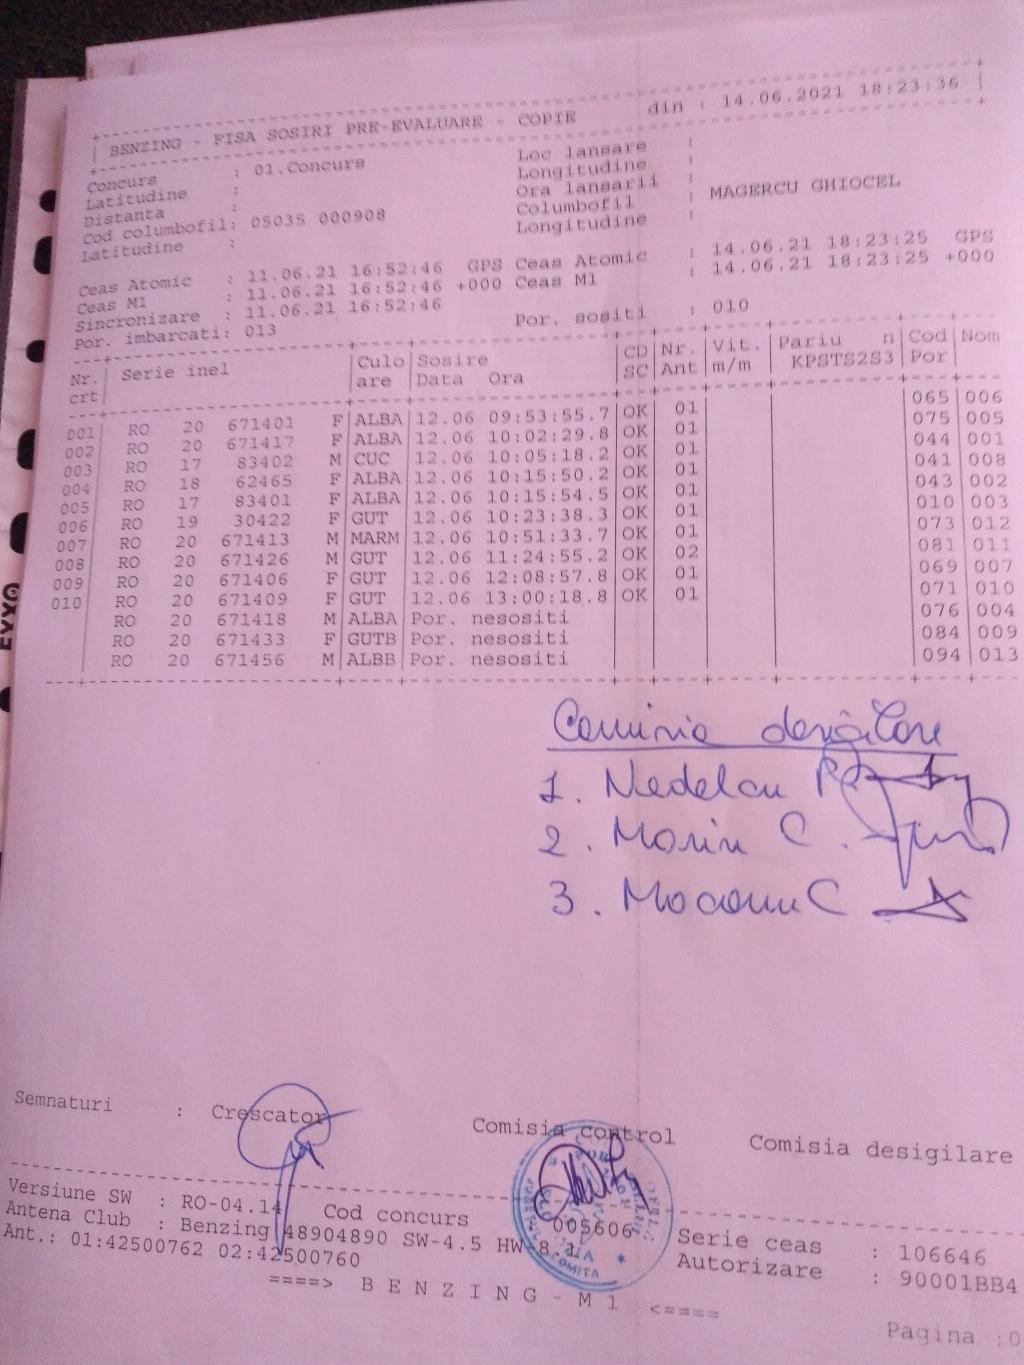 BENZING - FISA SOSIRI PRE-EVALUARE - COPIE din : 14.06.2021 18:23:36
Concurs : 01.Concurs Loc lansare :
Latitudine : Longitudine :
Distanta : Ora lansarii :
Cod columbofil: 05035 000908 Columbofil : MAGERCU GHIOCEL
Latitudine : Longitudine :
Ceas Atomic : 11.06.21 16:52:46 GPS Ceas Atomic : 14.06.21 18:23:25 GPS
Ceas M1 : 11.06.21 16:52:46 +000 Ceas M1 : 14.06.21 18:23:25 +000
Sincronizare : 11.06.21 16:52:46
Por. imbarcati: 013 Por. sositi : 010
Nr. Serie inel Culo Sosire CD Nr. Vit. Pariu n Cod Nom
crt are Data Ora SC Ant m/m KPSTS2S3 Por
001 RO 20 671401 F ALBA 12.06 09:53:55.7 OK 01 065 006
002 RO 20 671417 F ALBA 12.06 10:02:29.8 OK 01 075 005
003 RO 17 83402 M CUC 12.06 10:05:18.2 OK 01 044 001
004 RO 18 62465 F ALBA 12.06 10:15:50.2 OK 01 041 008
005 RO 17 83401 F ALBA 12.06 10:15:54.5 OK 01 043 002
006 RO 19 30422 F GUT 12.06 10:23:38.3 OK 01 010 003
007 RO 20 671413 M MARM 12.06 10:51:33.7 OK 01 073 012
008 RO 20 671426 M GUT 12.06 11:24:55.2 OK 02 081 011
009 RO 20 671406 F GUT 12.06 12:08:57.8 OK 01 069 007
010 RO 20 671409 F GUT 12.06 13:00:18.8 OK 01 071 010
RO 20 671418 M ALBA Por. nesositi 076 004
RO 20 671433 F GUTB Por. nesositi 084 009
RO 20 671456 M ALBB Por. nesositi 094 013
Comisia desigilare
1. Nedelcu R
2. Morin C.
3. Mocanu C
Semnaturi : Crescator Comisia control Comisia desigilare
Versiune SW : RO-04.14 Cod concurs 005606 Serie ceas : 106646
Antena Club : Benzing 48904890 SW-4.5 HW-8.1 Autorizare : 90001BB4
Ant.: 01:42500762 02:42500760
====> B E N Z I N G - M 1 <====
Pagina :0